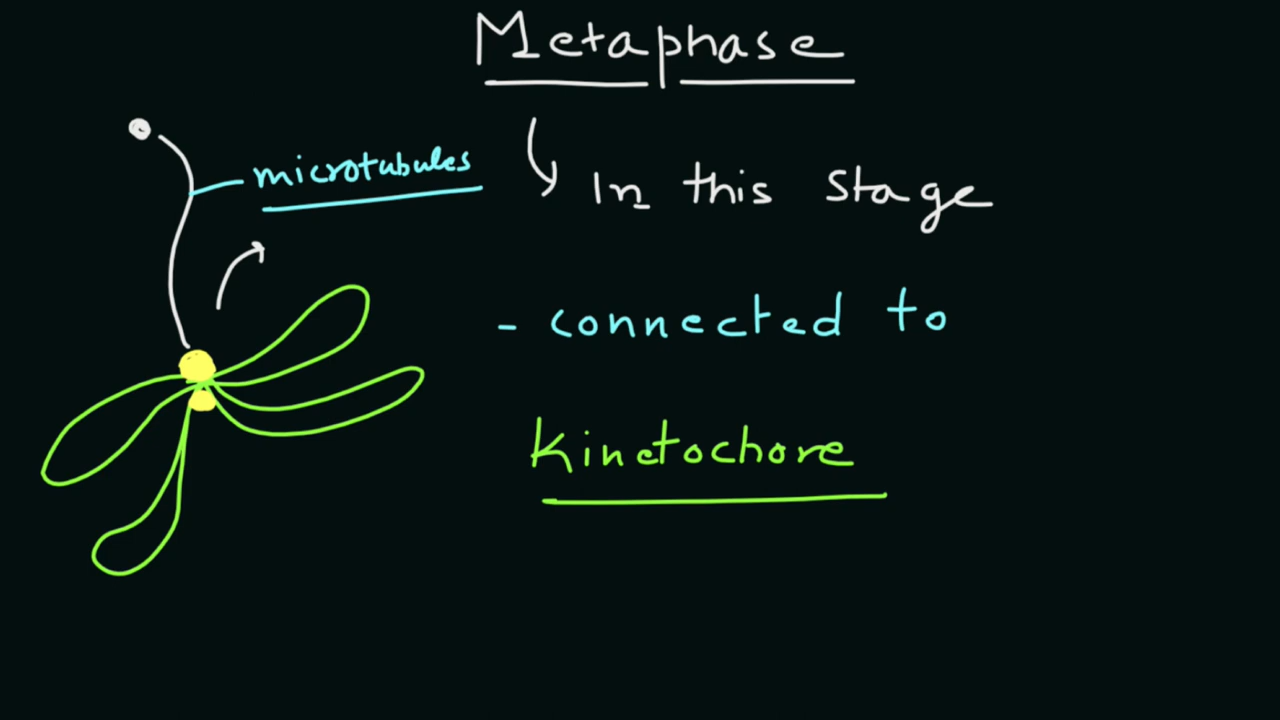 Metaphase
microtubules
In this stage
- connected to
Kinetochore